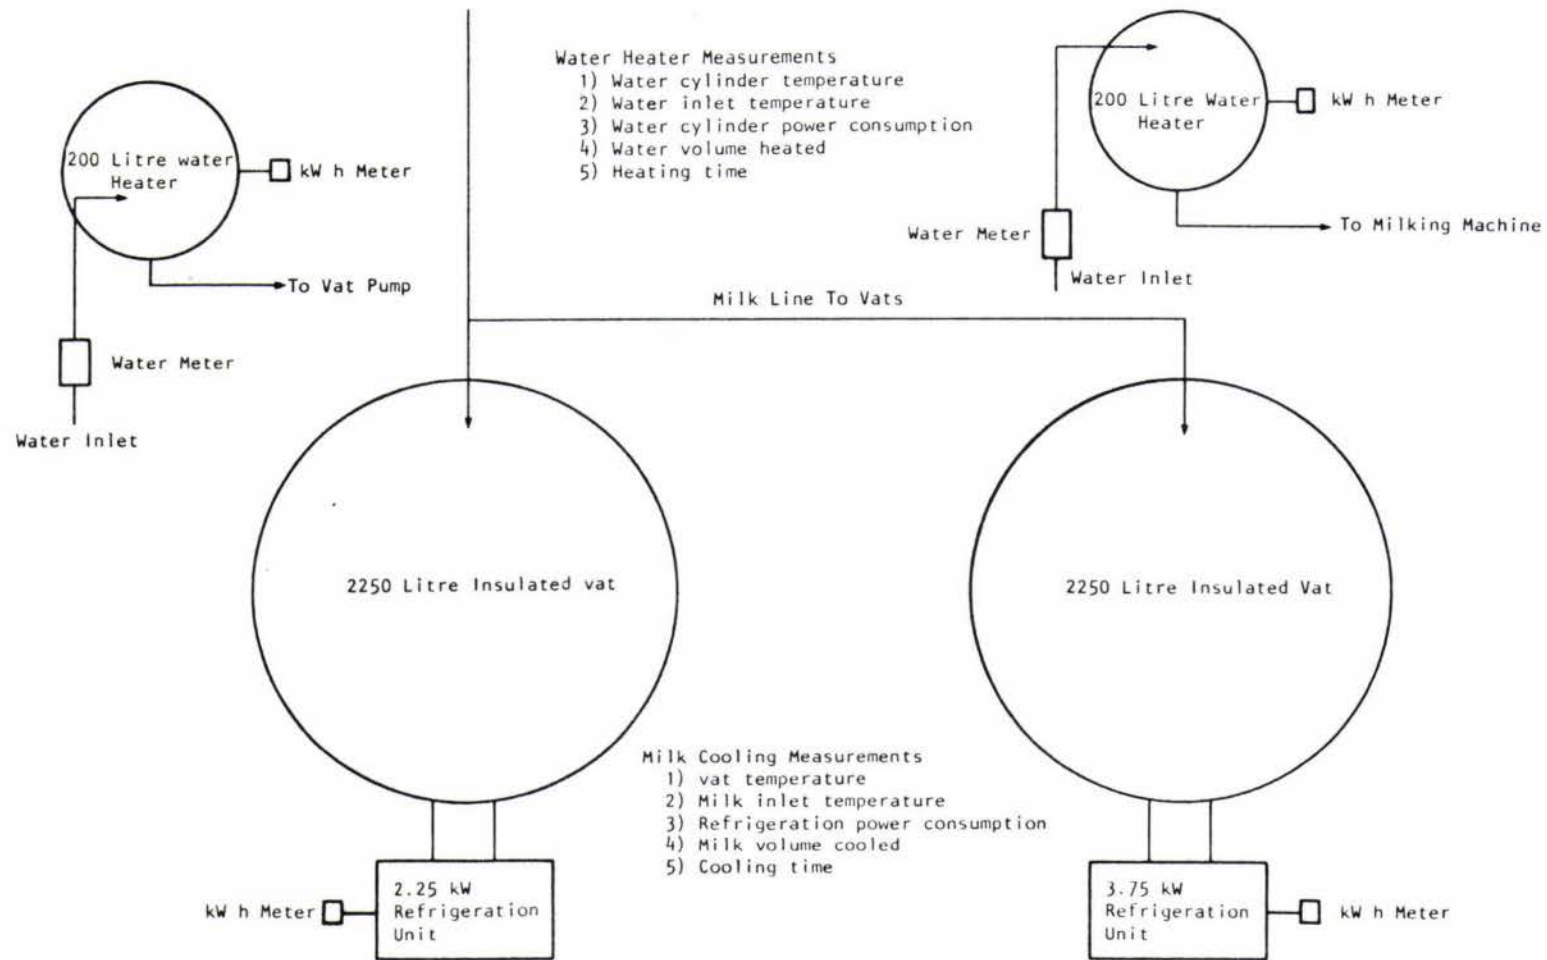 Water Heater Measurements
1) Water cylinder temperature
2) Water inlet temperature
3) Water cylinder power consumption
4) Water volume heated
5) Heating time
200 Litre water
Heater
kW h Meter
To Vat Pump
Water Meter
Water Inlet
200 Litre Water
Heater
kW h Meter
To Milking Machine
Water Meter
Water Inlet
Milk Line To Vats
2250 Litre Insulated vat
2250 Litre Insulated Vat
Milk Cooling Measurements
1) vat temperature
2) Milk inlet temperature
3) Refrigeration power consumption
4) Milk volume cooled
5) Cooling time
kW h Meter
2.25 kW
Refrigeration
Unit
3.75 kW
Refrigeration
Unit
kW h Meter